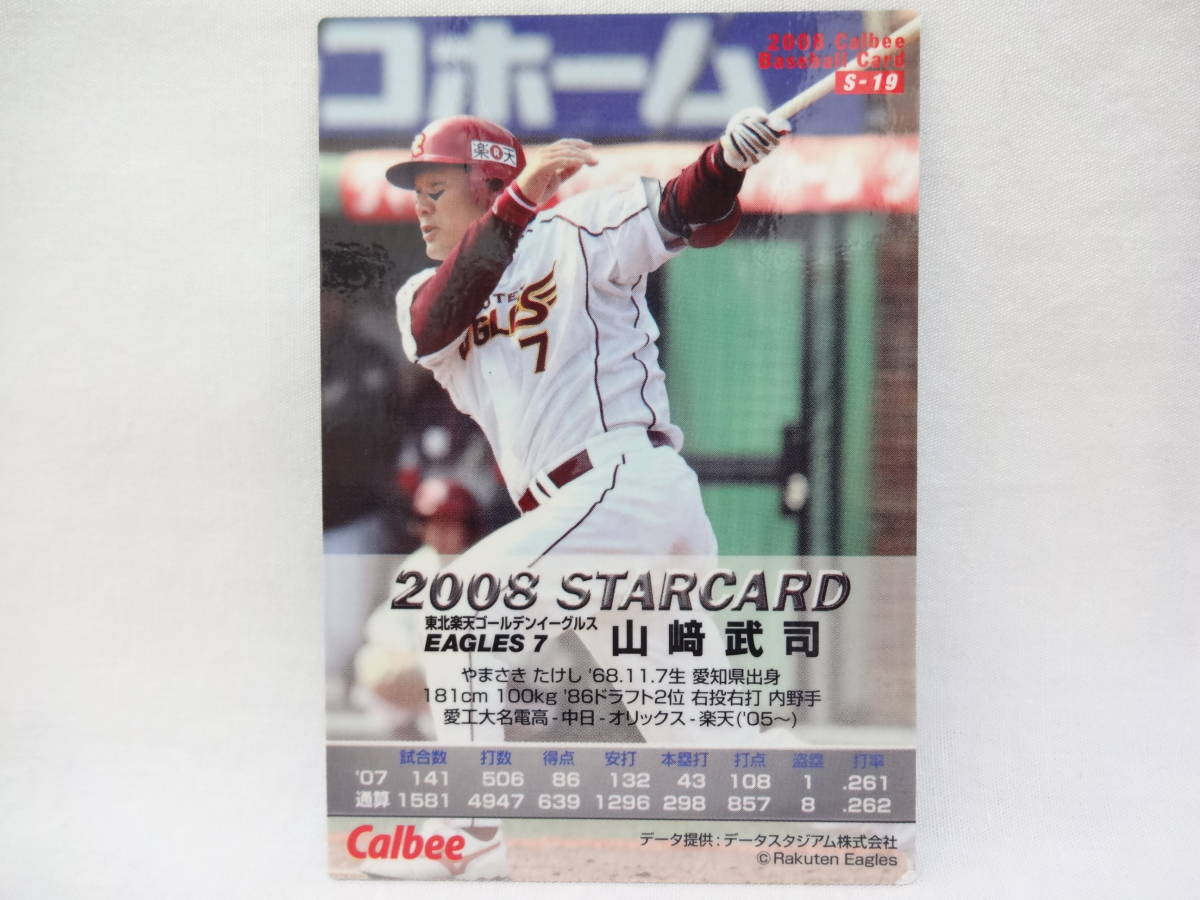 コホーム
2008 Calbee
Baseball Card
S-19
楽R天
EAGLES
7
2008 STARCARD
東北楽天ゴールデンイーグルス
EAGLES 7 山﨑武司
やまさき たけし '68.11.7生 愛知県出身
181cm 100kg '86ドラフト2位 右投右打 内野手
愛工大名電高-中日-オリックス-楽天('05～)
試合数 打数 得点 安打 本塁打 打点 盗塁 打率
'07 141 506 86 132 43 108 1 .261
通算 1581 4947 639 1296 298 857 8 .262
Calbee
データ提供:データスタジアム株式会社
©Rakuten Eagles